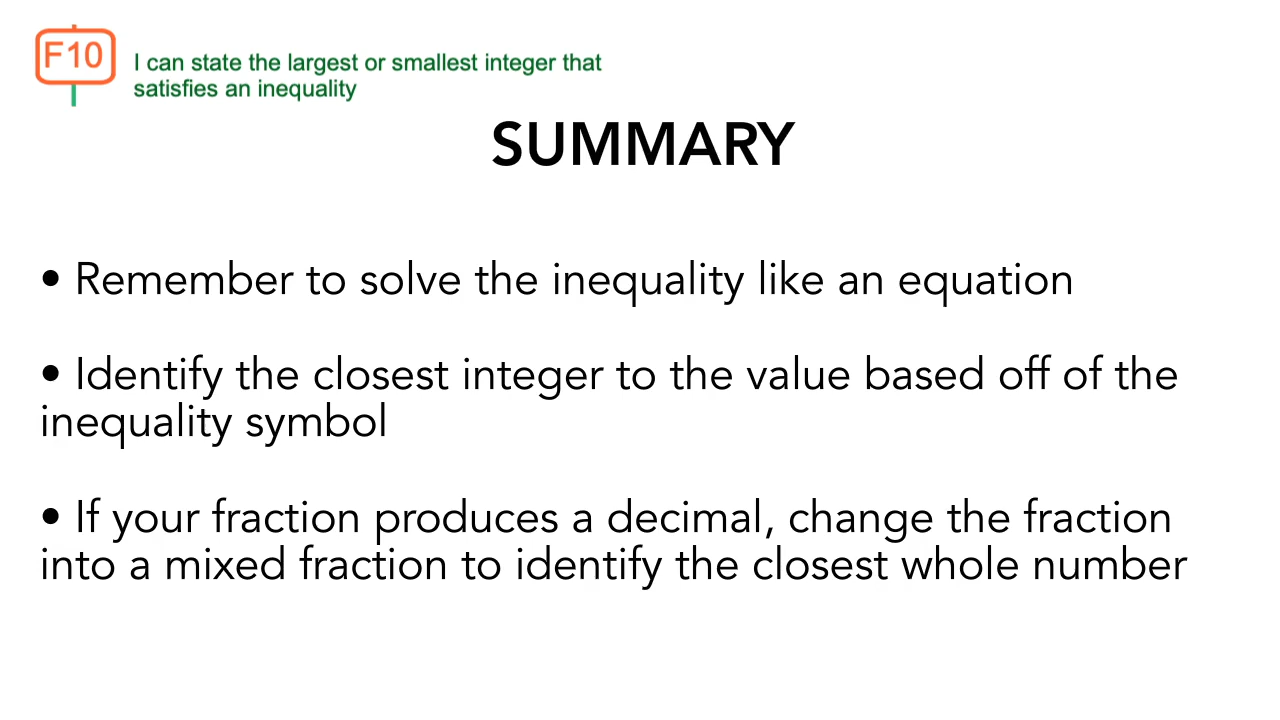 F10
I can state the largest or smallest integer that
satisfies an inequality
SUMMARY
• Remember to solve the inequality like an equation
• Identify the closest integer to the value based off of the
inequality symbol
• If your fraction produces a decimal, change the fraction
into a mixed fraction to identify the closest whole number